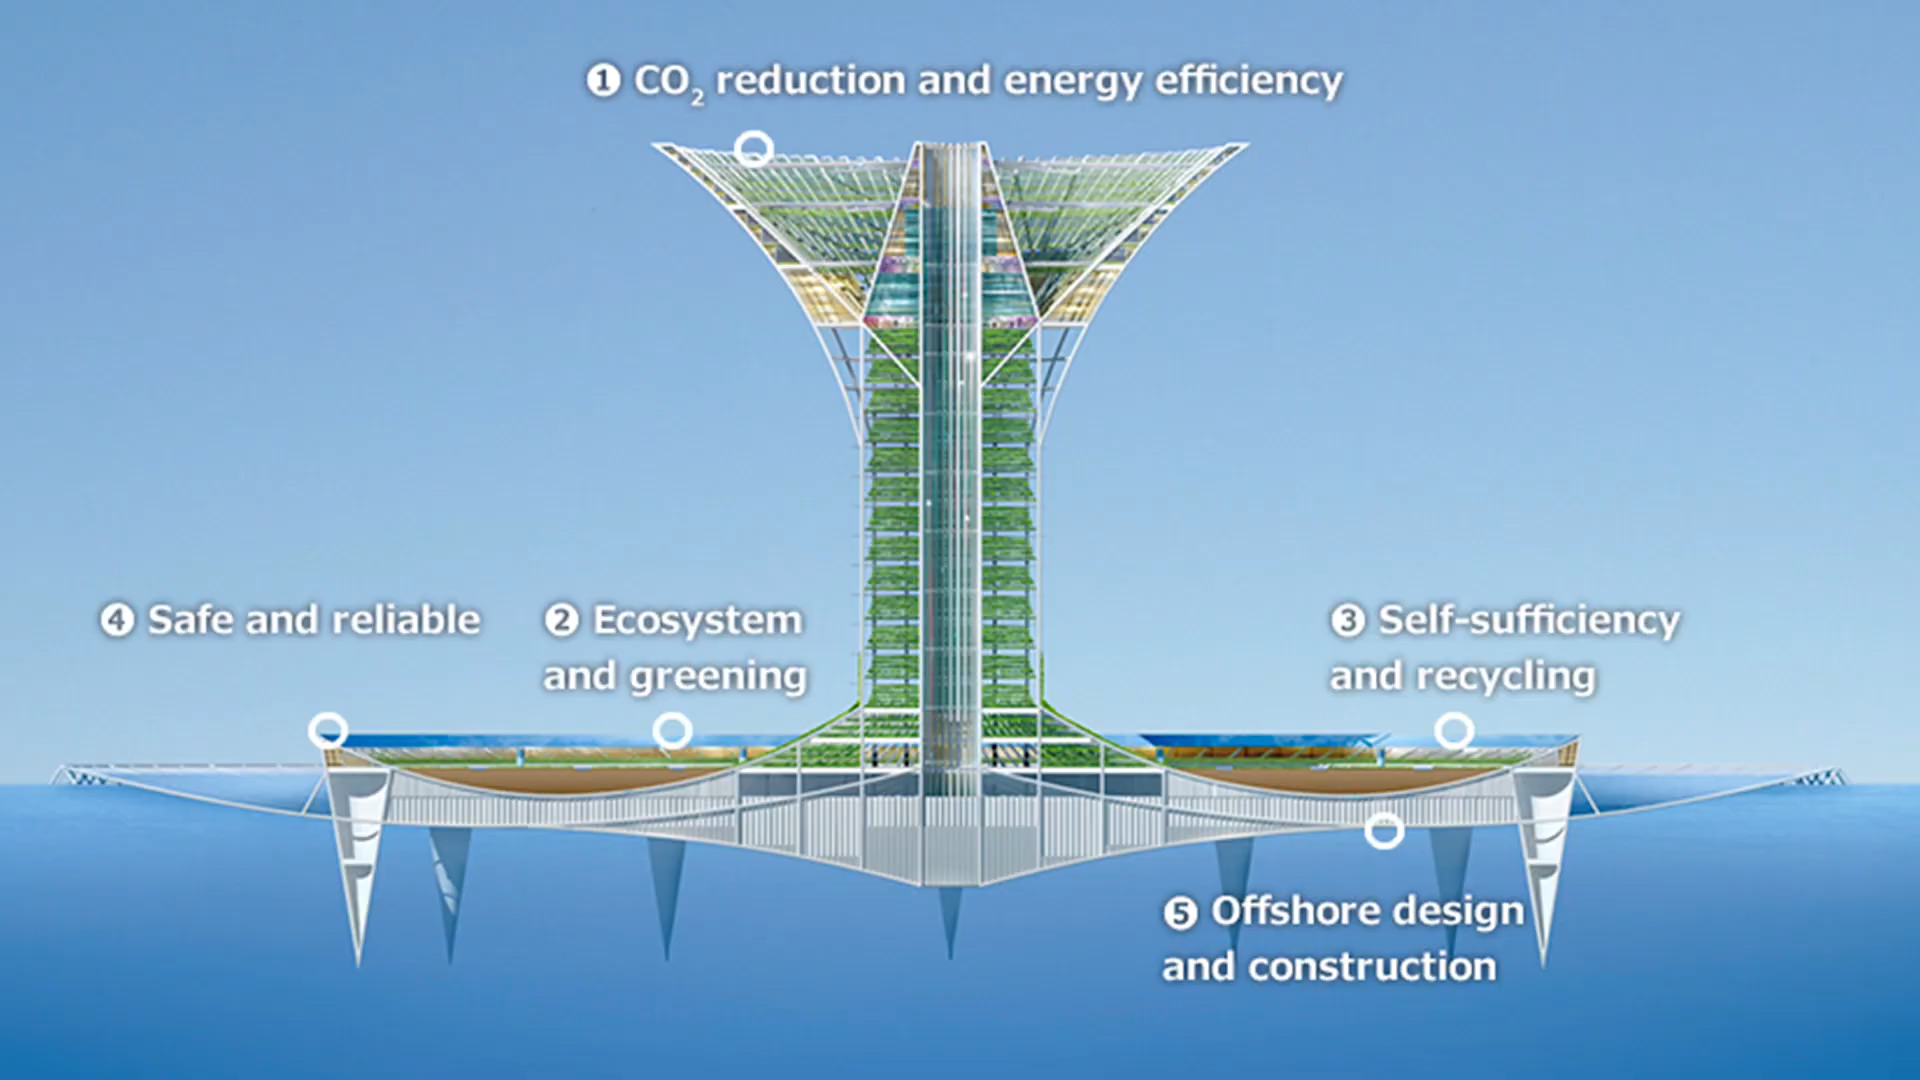 ❶ CO₂ reduction and energy efficiency
❹ Safe and reliable
❷ Ecosystem
and greening
❸ Self-sufficiency
and recycling
❺ Offshore design
and construction